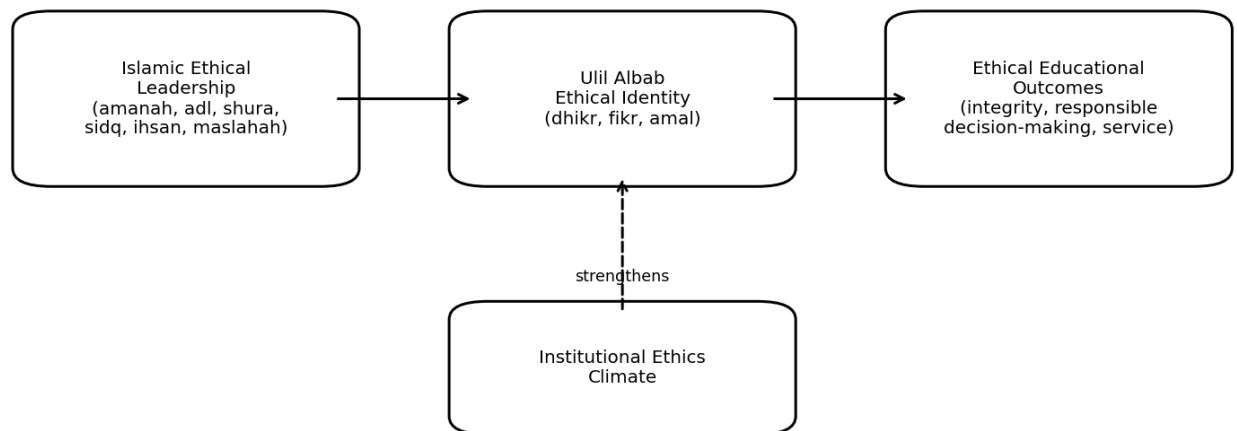 Islamic Ethical
Leadership
(amanah, adl, shura,
sidq, ihsan, maslahah)
Ulil Albab
Ethical Identity
(dhikr, fikr, amal)
Ethical Educational
Outcomes
(integrity, responsible
decision-making, service)
strengthens
Institutional Ethics
Climate